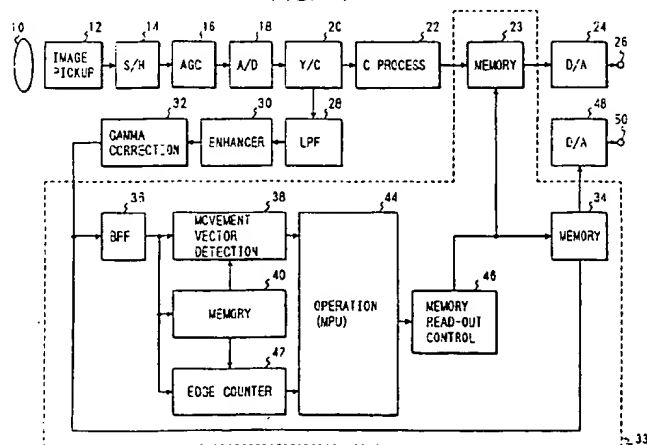 10 12 14 16 18 20 22 23 24 26
IMAGE
PICKUP
S/H
AGC
A/D
Y/C
C PROCESS
MEMORY
D/A
32 30 28 48 50
GAMMA
CORRECTION
ENHANCER
LPF
D/A
36 38 44 34
BPF
MOVEMENT
VECTOR
DETECTION
MEMORY
40
MEMORY
OPERATION
(MPU)
46
MEMORY
READ-OUT
CONTROL
42
EDGE COUNTER
33